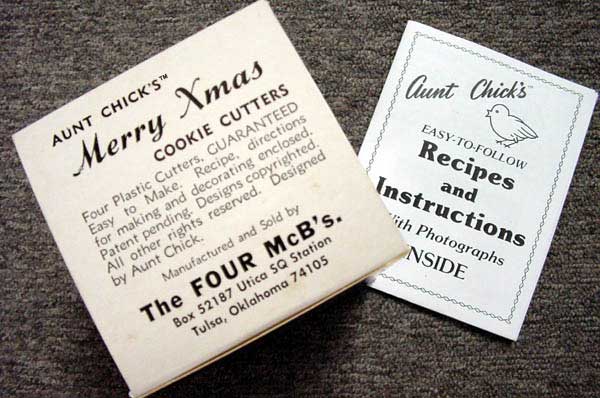 AUNT CHICK'S™
Merry Xmas
COOKIE CUTTERS
Four Plastic Cutters, GUARANTEED
Easy to Make. Recipe, directions
for making and decorating enclosed.
Patent pending. Designs copyrighted.
All other rights reserved. Designed
by Aunt Chick.
Manufactured and Sold by
The FOUR McB's.
Box 52187 Utica SQ Station
Tulsa, Oklahoma 74105
Aunt Chick's™
EASY-TO-FOLLOW
Recipes
and
Instructions
With Photographs
INSIDE